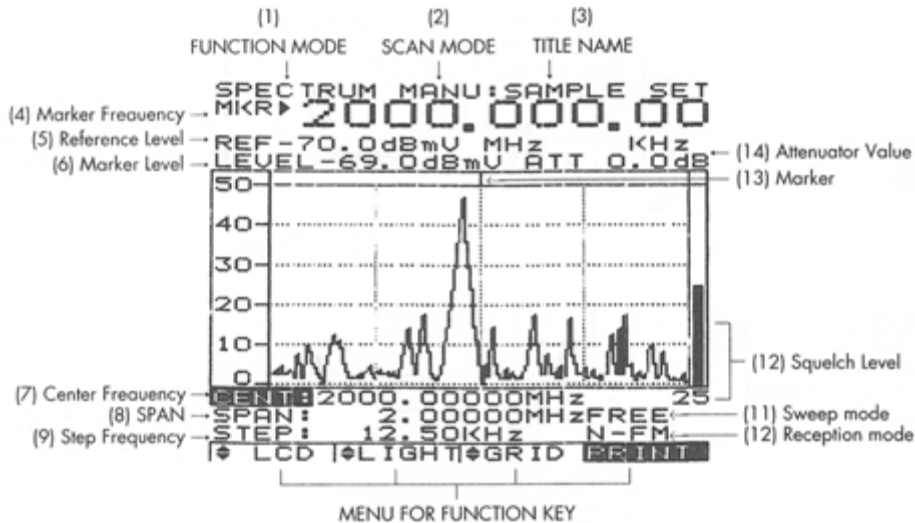 (1) (2) (3)
FUNCTION MODE SCAN MODE TITLE NAME
SPECTRUM MANU:SAMPLE SET
(4) Marker Freauency MKR 2000.000.00
(5) Reference Level REF-70.0dBmV MHz KHz
(6) Marker Level LEVEL-69.0dBmV ATT 0.0dB (14) Attenuator Value
50 (13) Marker
40
30
20
10 (12) Squelch Level
0
(7) Center Freauency CENT: 2000.00000MHz 25
(8) SPAN SPAN: 2.00000MHz FREE (11) Sweep mode
(9) Step Frequency STEP: 12.50KHz N-FM (12) Reception mode
LCD LIGHT GRID PRINT
MENU FOR FUNCTION KEY